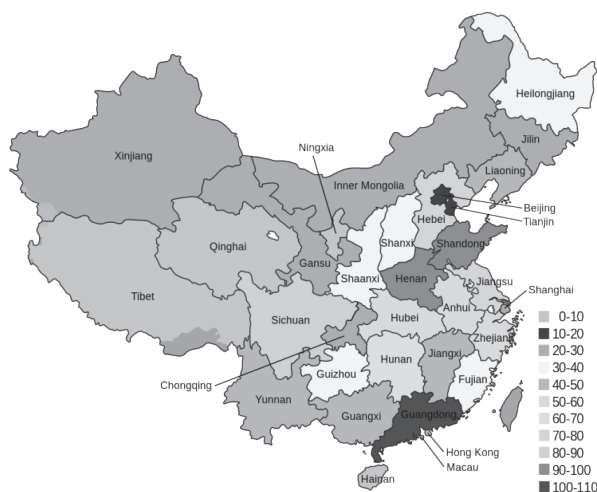 Heilongjiang
Jilin
Xinjiang
Ningxia
Liaoning
Inner Mongolia
Beijing
Tianjin
Hebei
Shanxi
Shandong
Qinghai
Gansu
Shaanxi
Henan
Jiangsu
Shanghai
Tibet
Anhui
Sichuan
Hubei
Zhejiang
Chongqing
Hunan
Jiangxi
Guizhou
Fujian
Yunnan
Guangxi
Guangdong
Hong Kong
Macau
Hainan
0-10
10-20
20-30
30-40
40-50
50-60
60-70
70-80
80-90
90-100
100-110